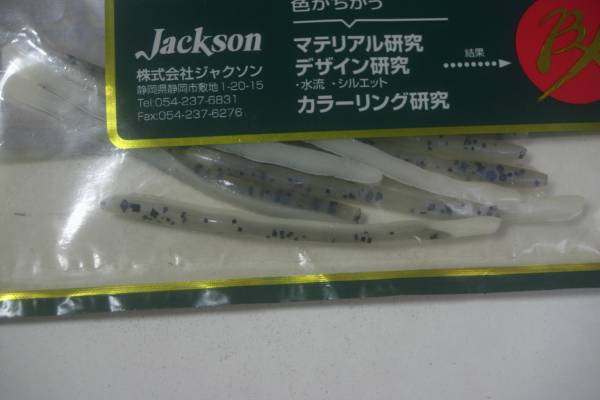 色がちがう
Jackson
株式会社ジャクソン
静岡県静岡市敷地1-20-15
Tel:054-237-6831
Fax:054-237-6276
マテリアル研究
デザイン研究
・水流 ・シルエット
カラーリング研究
結果